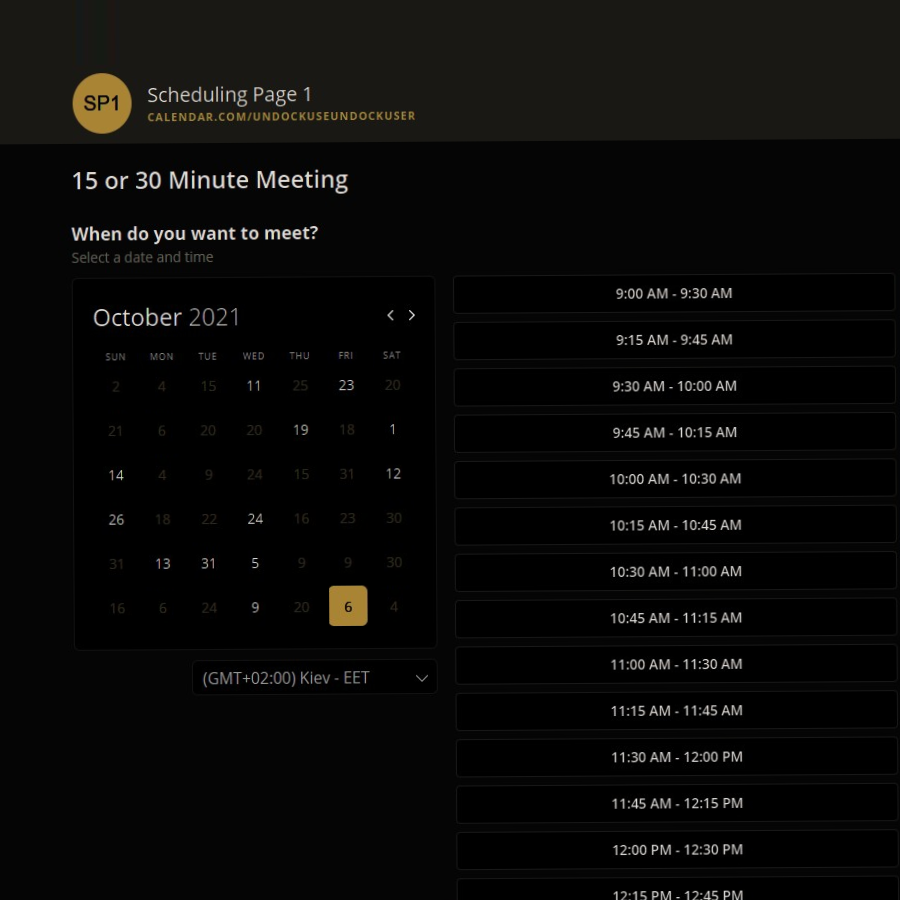 SP1
Scheduling Page 1
CALENDAR.COM/UNDOCKUSEUNDOCKUSER
15 or 30 Minute Meeting
When do you want to meet?
Select a date and time
October 2021
SUN MON TUE WED THU FRI SAT
2 4 15 11 25 23 20
21 6 20 20 19 18 1
14 4 9 24 15 31 12
26 18 22 24 16 23 30
31 13 31 5 9 9 30
16 6 24 9 20 6 4
(GMT+02:00) Kiev - EET
9:00 AM - 9:30 AM
9:15 AM - 9:45 AM
9:30 AM - 10:00 AM
9:45 AM - 10:15 AM
10:00 AM - 10:30 AM
10:15 AM - 10:45 AM
10:30 AM - 11:00 AM
10:45 AM - 11:15 AM
11:00 AM - 11:30 AM
11:15 AM - 11:45 AM
11:30 AM - 12:00 PM
11:45 AM - 12:15 PM
12:00 PM - 12:30 PM
12:15 PM - 12:45 PM